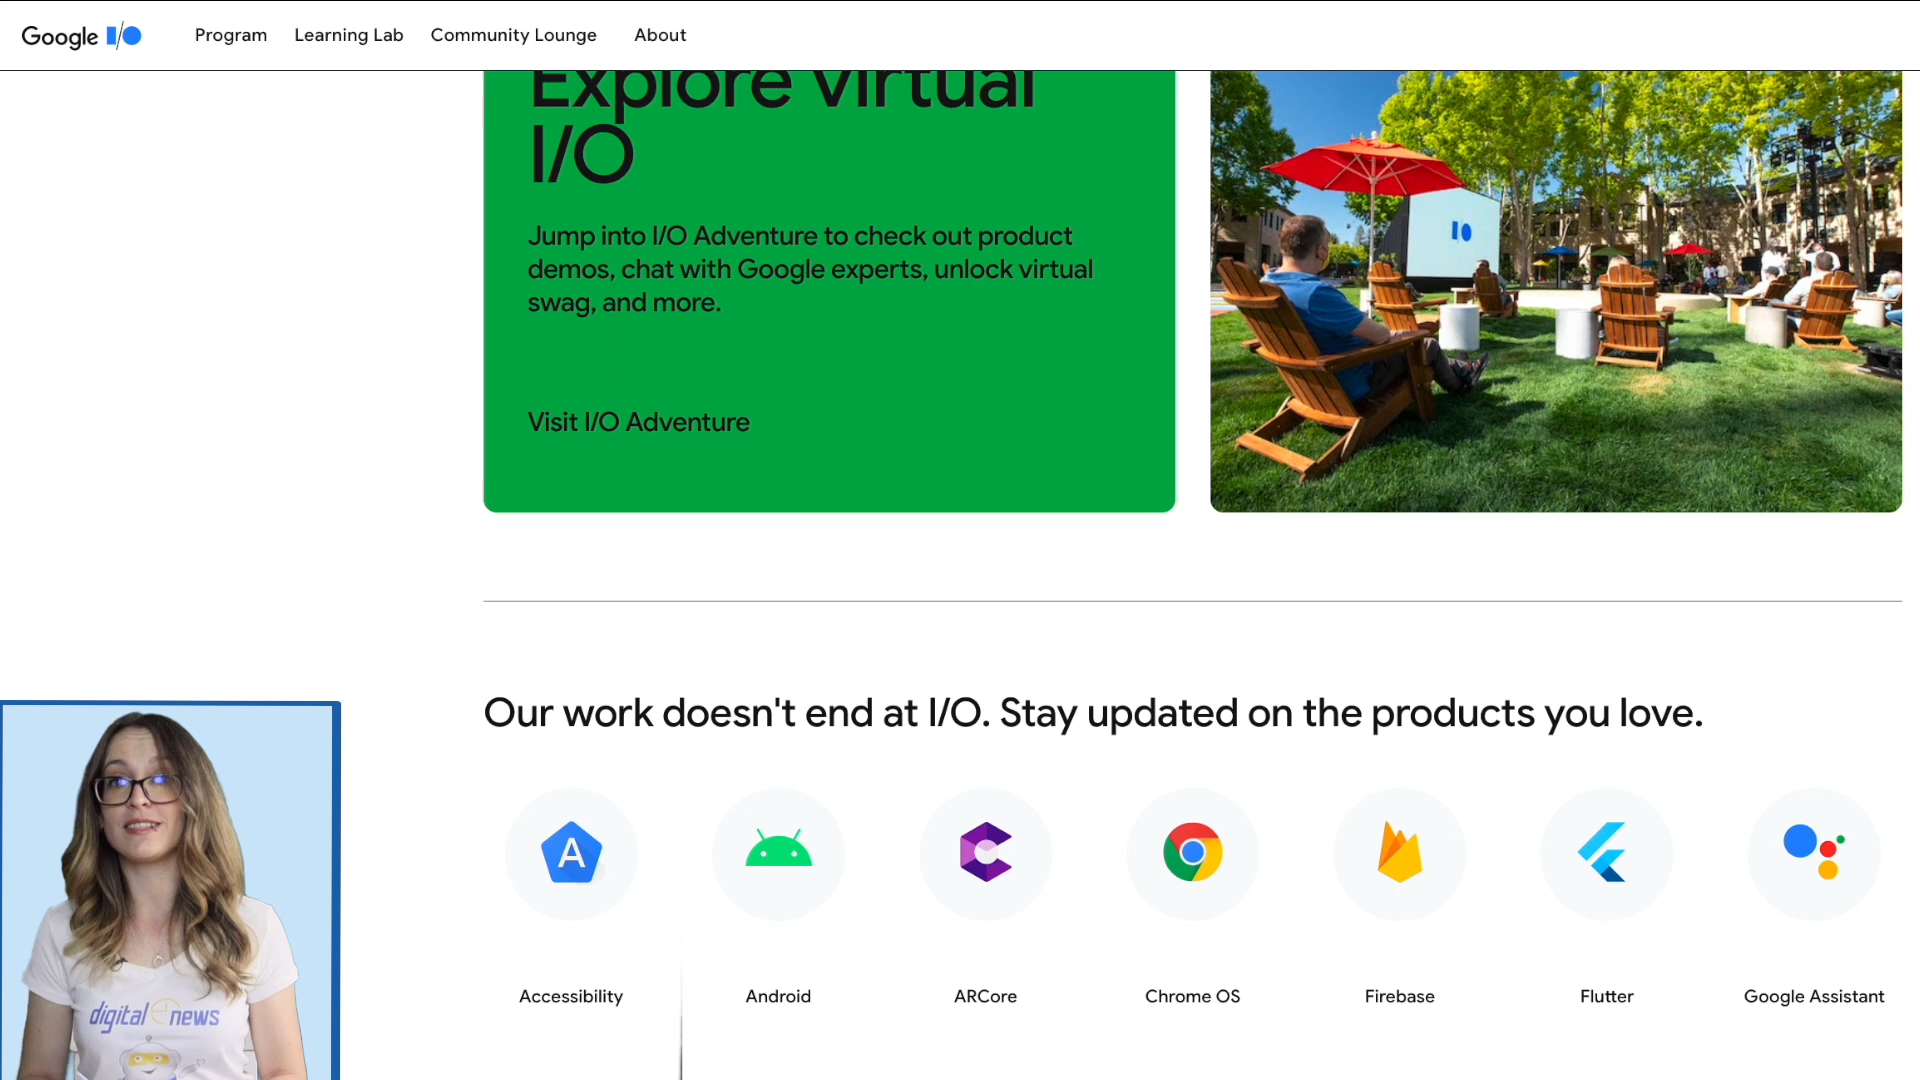 Google I/O
Program
Learning Lab
Community Lounge
About
Explore Virtual
I/O
Jump into I/O Adventure to check out product
demos, chat with Google experts, unlock virtual
swag, and more.
Visit I/O Adventure
IO
Our work doesn't end at I/O. Stay updated on the products you love.
A
Accessibility
Android
ARCore
Chrome OS
Firebase
Flutter
Google Assistant
digital e news